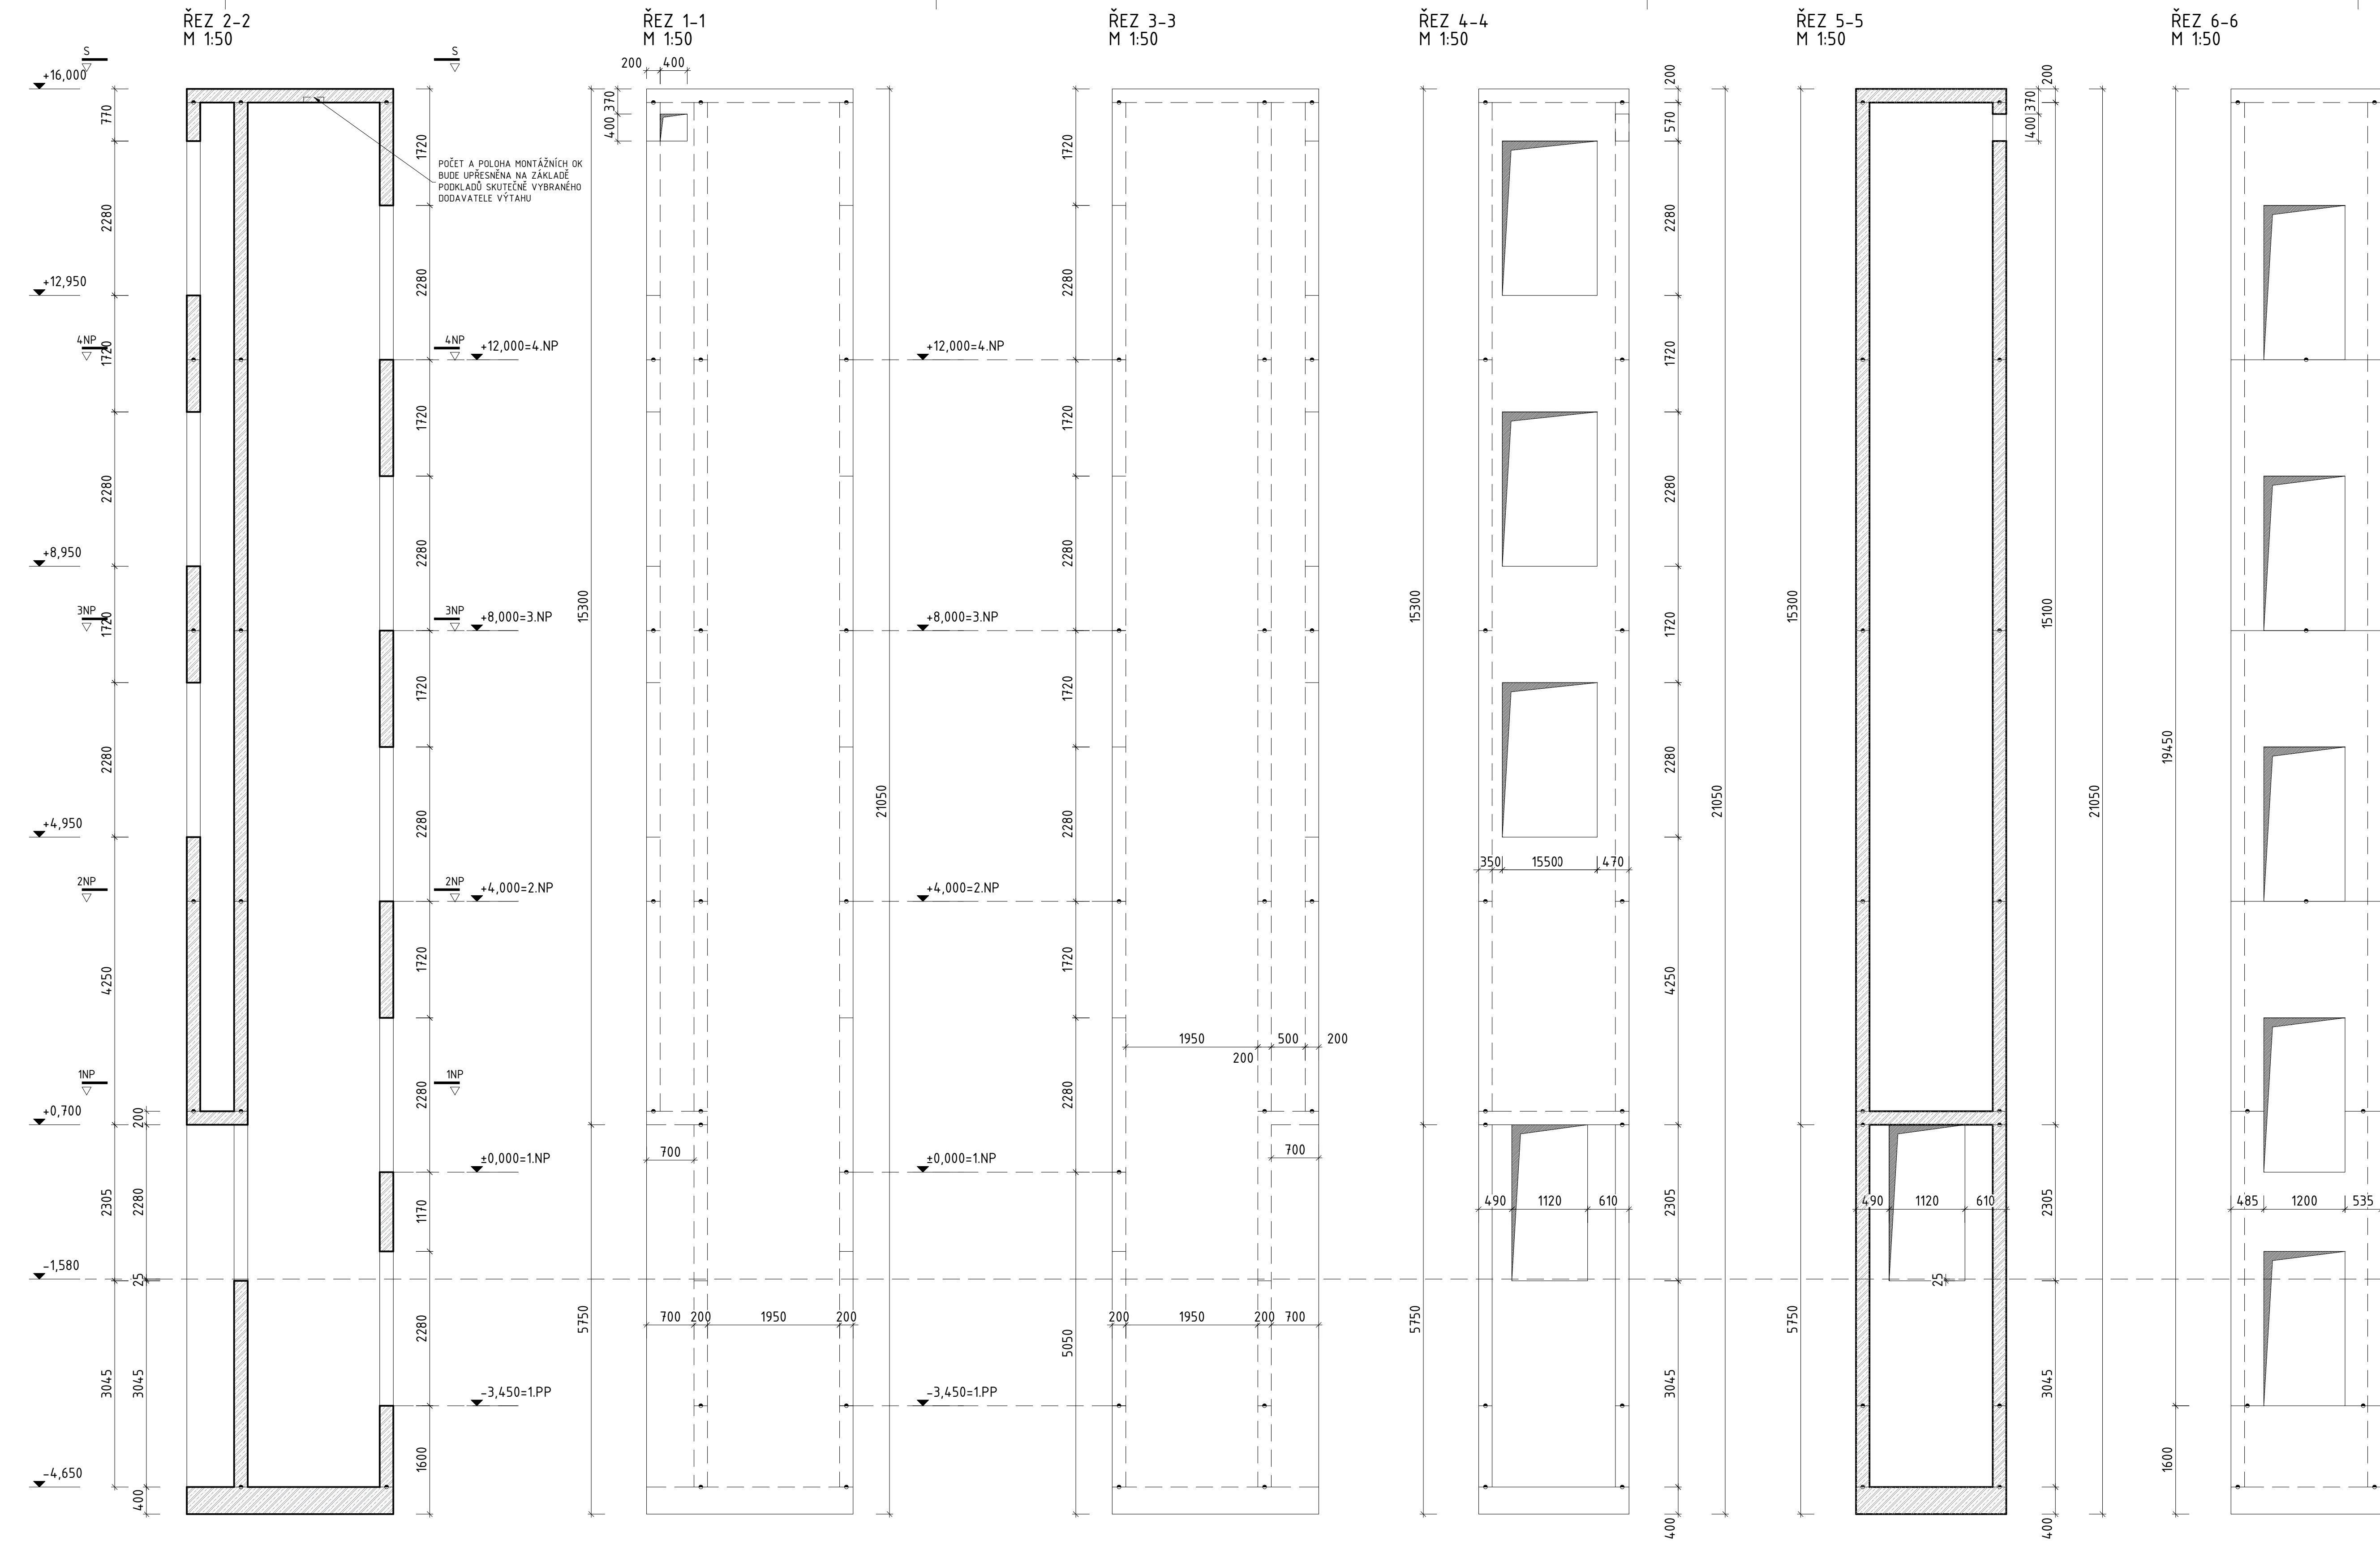 ŘEZ 2-2
M 1:50
ŘEZ 1-1
M 1:50
ŘEZ 3-3
M 1:50
ŘEZ 4-4
M 1:50
ŘEZ 5-5
M 1:50
ŘEZ 6-6
M 1:50
S
+16,000
770
2280
+12,950
4NP
1720
2280
+8,950
3NP
1720
2280
+4,950
2NP
4250
1NP
+0,700
200
2305
2280
-1,580
25
3045
3045
-4,650
400
S
1720
POČET A POLOHA MONTÁŽNÍCH OK
BUDE UPŘESNĚNA NA ZÁKLADĚ
PODKLADŮ SKUTEČNĚ VYBRANÉHO
DODAVATELE VÝTAHU
2280
4NP
+12,000=4.NP
1720
2280
3NP
+8,000=3.NP
1720
2280
2NP
+4,000=2.NP
1720
1NP
2280
±0,000=1.NP
1170
2280
-3,450=1.PP
1600
200
400
370
400
15300
21050
700
5750
700
200
1950
200
1720
2280
+12,000=4.NP
1720
2280
+8,000=3.NP
1720
2280
+4,000=2.NP
1720
1950
500
200
200
2280
700
±0,000=1.NP
200
1950
200
700
5050
-3,450=1.PP
200
570
2280
1720
2280
15300
1720
2280
21050
350
15500
470
4250
490
1120
610
2305
5750
3045
400
200
370
400
15300
15100
21050
490
1120
610
2305
25
5750
3045
400
19450
485
1200
535
1600